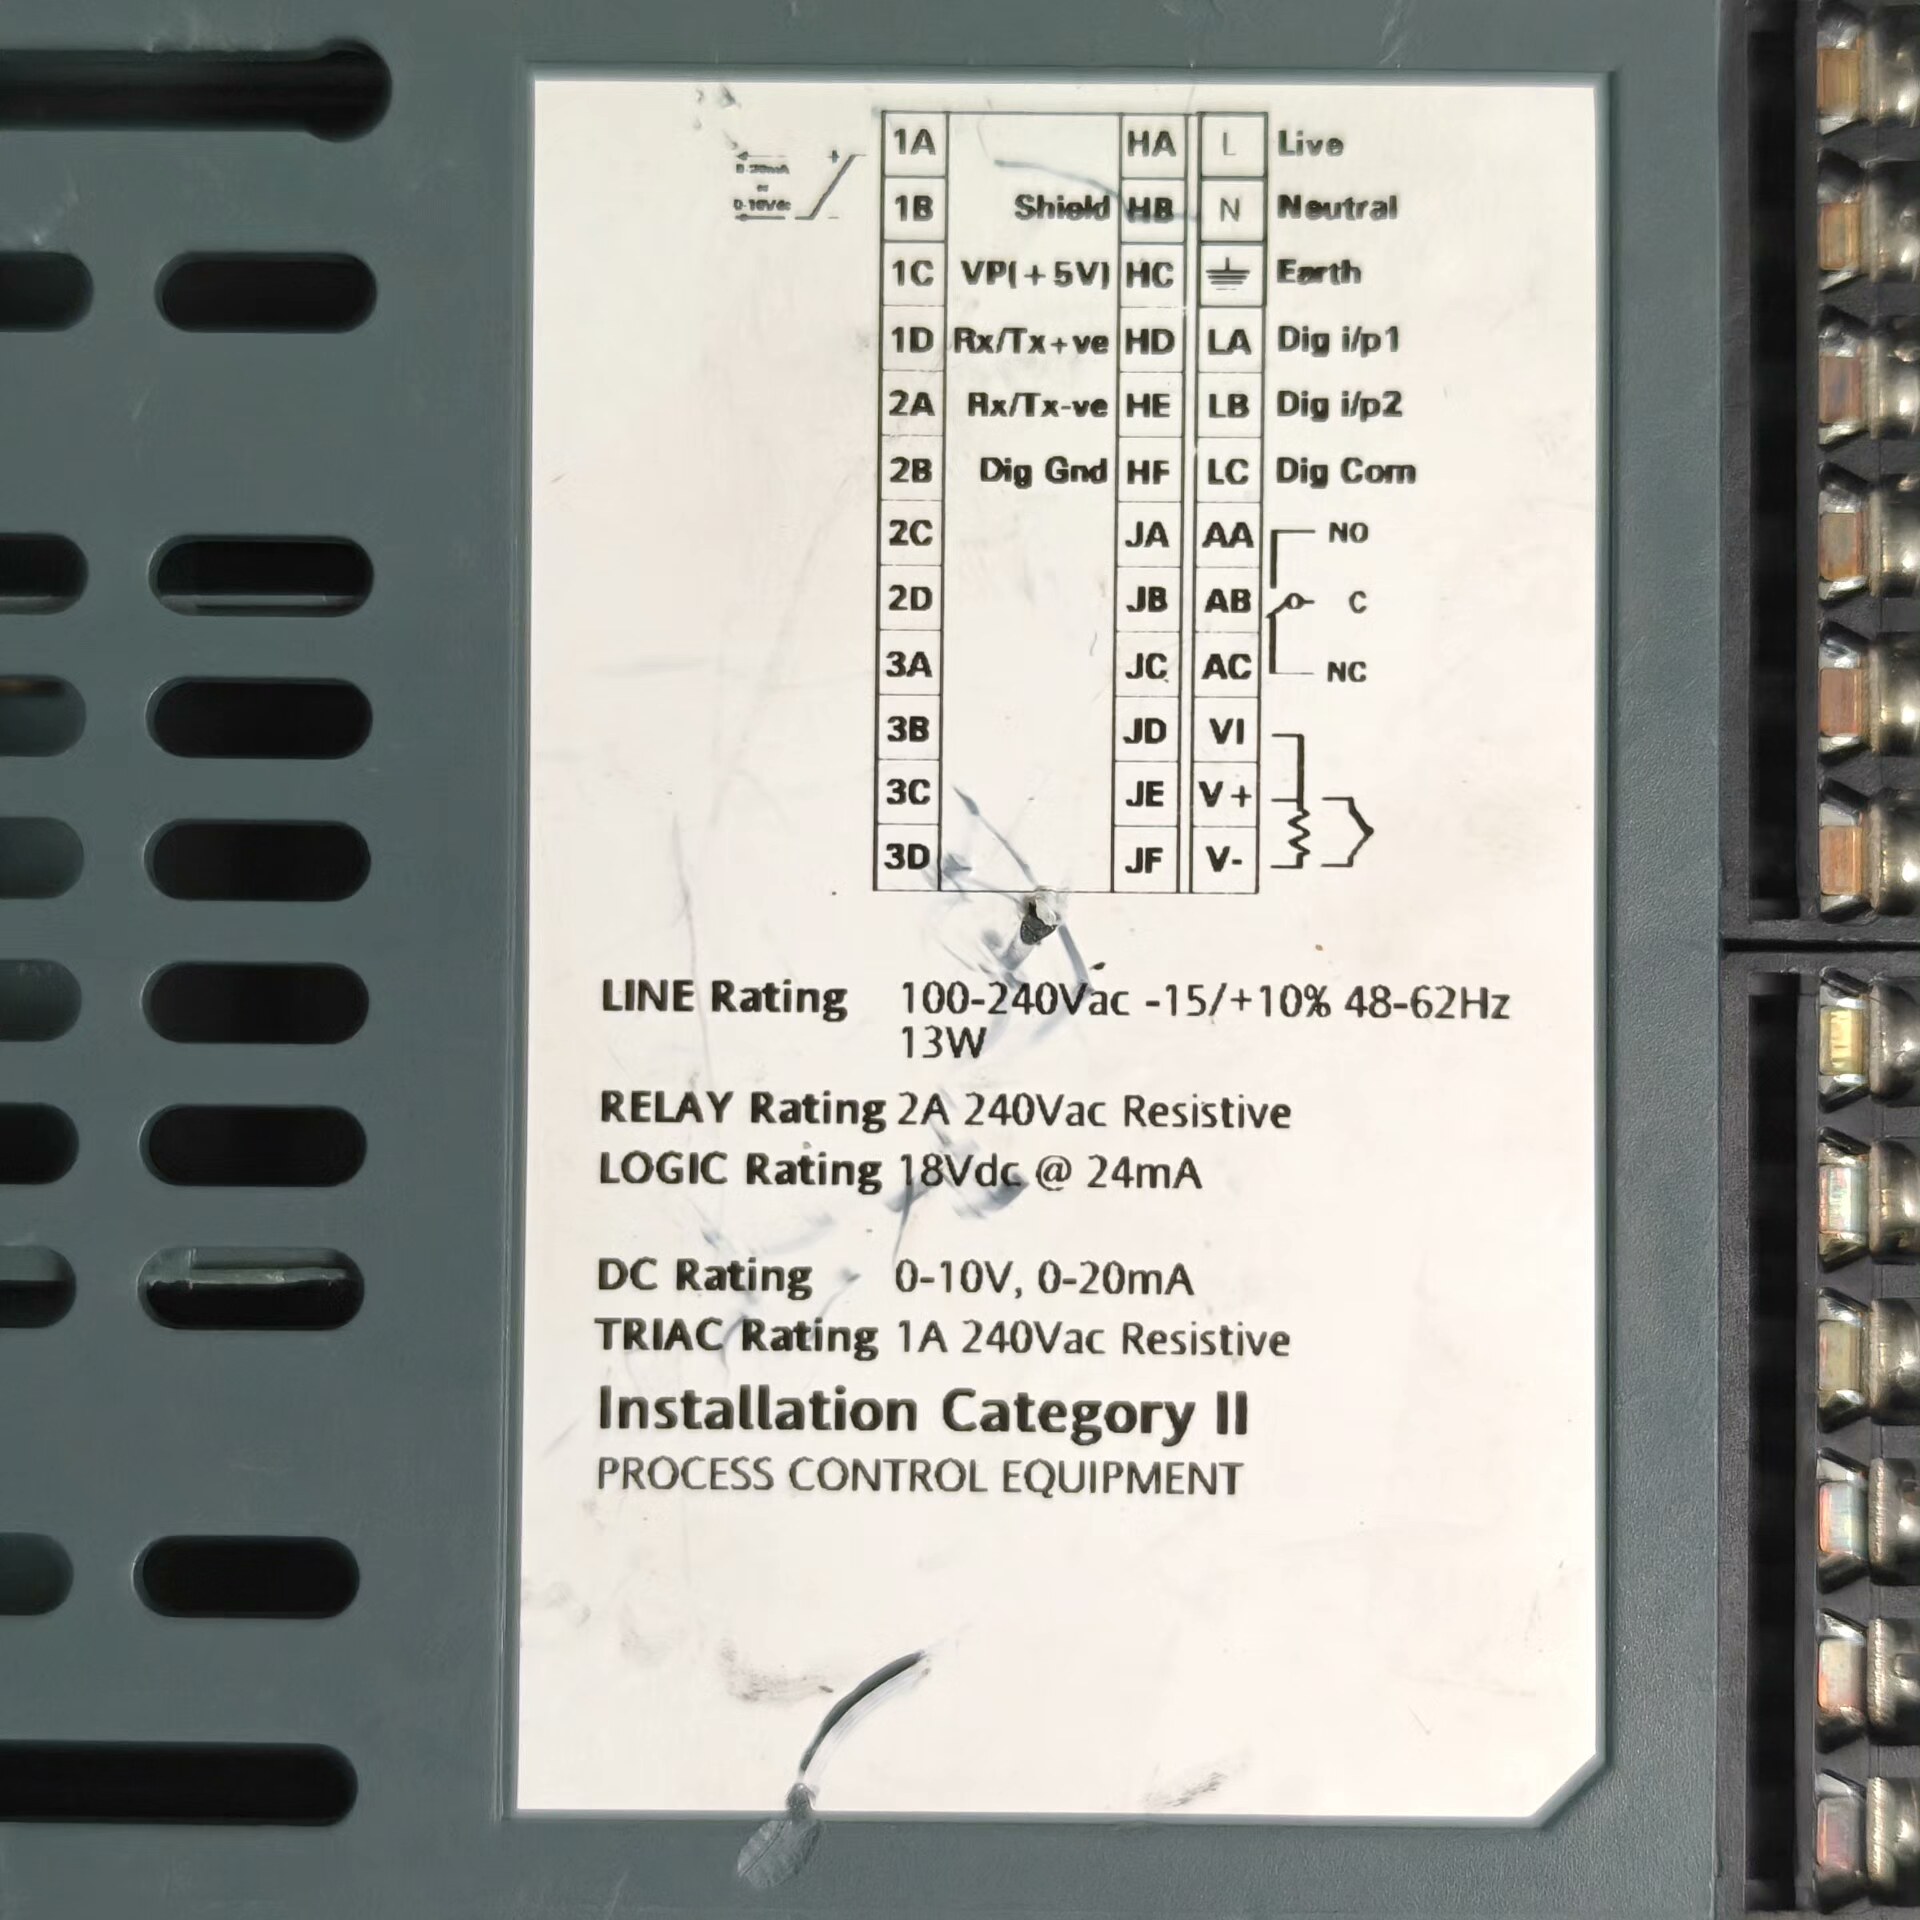 1A HA L Live
0-20mA
or
0-10Vdc
+
-
1B Shield HB N Neutral
1C VP(+5V) HC Earth
1D Rx/Tx+ve HD LA Dig i/p1
2A Rx/Tx-ve HE LB Dig i/p2
2B Dig Gnd HF LC Dig Com
2C JA AA NO
2D JB AB C
3A JC AC NC
3B JD VI
3C JE V+
3D JF V-
LINE Rating 100-240Vac -15/+10% 48-62Hz
13W
RELAY Rating 2A 240Vac Resistive
LOGIC Rating 18Vdc @ 24mA
DC Rating 0-10V, 0-20mA
TRIAC Rating 1A 240Vac Resistive
Installation Category II
PROCESS CONTROL EQUIPMENT